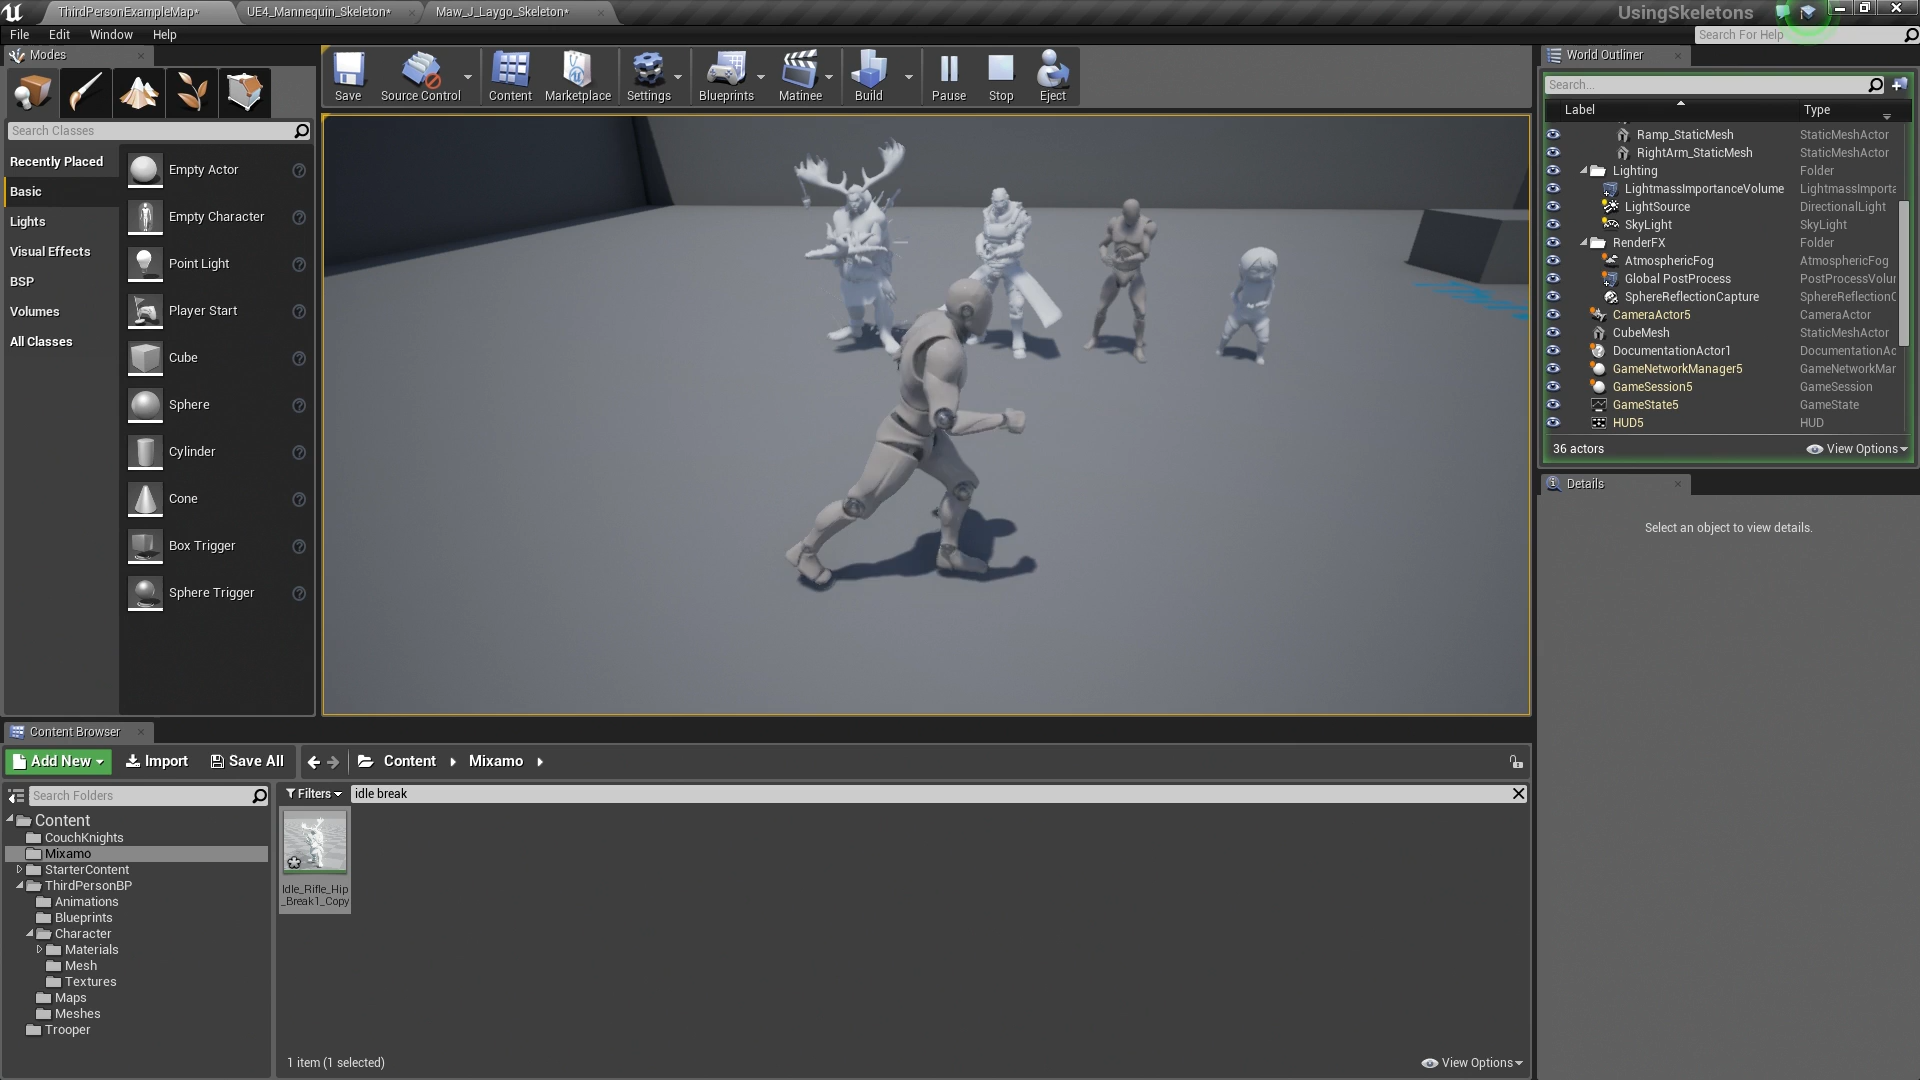 ThirdPersonExampleMap*
UE4_Mannequin_Skeleton*
Maw_J_Laygo_Skeleton*
UsingSkeletons
File
Edit
Window
Help
Search For Help
Modes
Save
Source Control
Content
Marketplace
Settings
Blueprints
Matinee
Build
Pause
Stop
Eject
Search Classes
Recently Placed
Basic
Lights
Visual Effects
BSP
Volumes
All Classes
Empty Actor
Empty Character
Point Light
Player Start
Cube
Sphere
Cylinder
Cone
Box Trigger
Sphere Trigger
World Outliner
Search...
Label
Type
Ramp_StaticMesh StaticMeshActor
RightArm_StaticMesh StaticMeshActor
Lighting Folder
LightmassImportanceVolume LightmassImporta
LightSource DirectionalLight
SkyLight SkyLight
RenderFX Folder
AtmosphericFog AtmosphericFog
Global PostProcess PostProcessVolur
SphereReflectionCapture SphereReflectionC
CameraActor5 CameraActor
CubeMesh StaticMeshActor
DocumentationActor1 DocumentationAc
GameNetworkManager5 GameNetworkMar
GameSession5 GameSession
GameState5 GameState
HUD5 HUD
36 actors
View Options
Details
Select an object to view details.
Content Browser
Add New
Import
Save All
Content
Mixamo
Search Folders
Content
CouchKnights
Mixamo
StarterContent
ThirdPersonBP
Animations
Blueprints
Character
Materials
Mesh
Textures
Maps
Meshes
Trooper
Filters
idle break
Idle_Rifle_Hip
_Break1_Copy
1 item (1 selected)
View Options